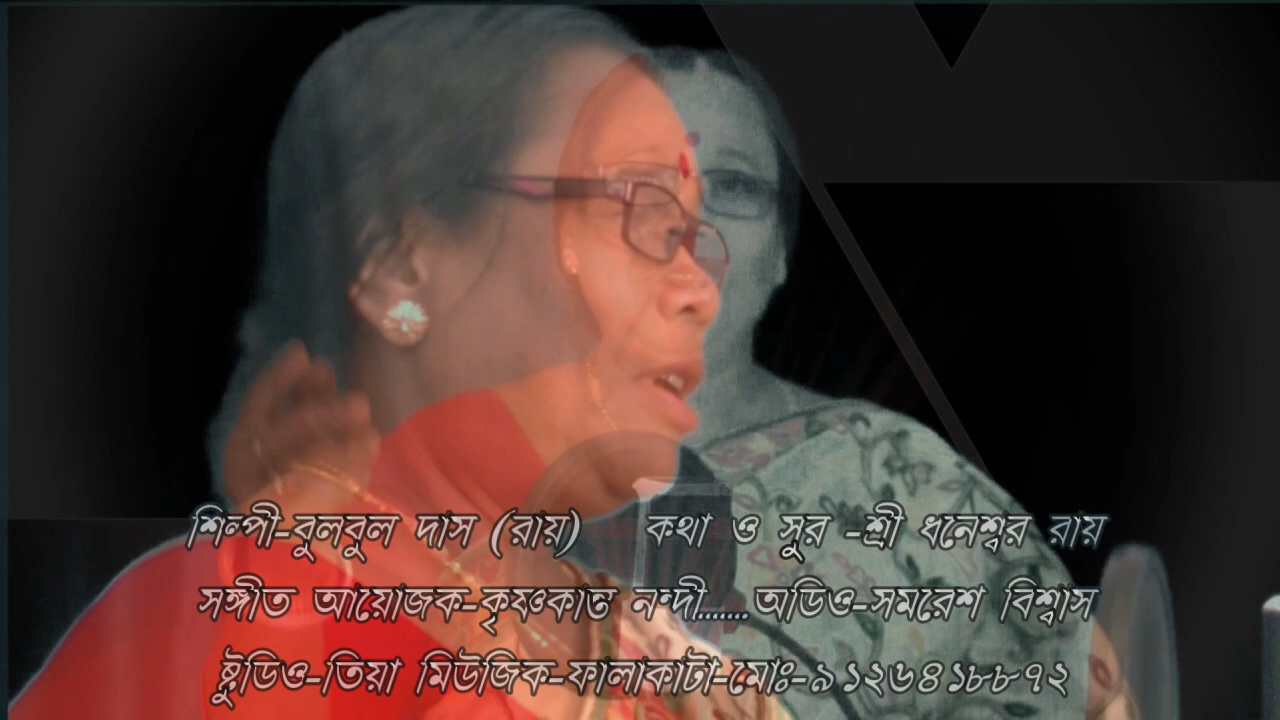 শিল্পী-বুলবুল দাস (রায়) কথা ও সুর -শ্রী ধনেশ্বর রায়
সঙ্গীত আয়োজক-কৃষ্ণকান্ত নন্দী.......অডিও-সমরেশ বিশ্বাস
ষ্টুডিও-তিয়া মিউজিক-ফালাকাটা-মোঃ-৯১২৬৪১৮৮৭২